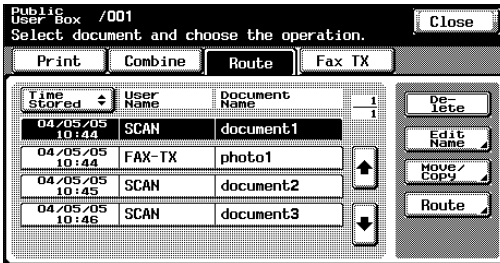 Public
User Box /001
Close
Select document and choose the operation.
Print Combine Route Fax TX
Time Stored User Name Document Name 1/1
04/05/05 10:44 SCAN document1
04/05/05 10:44 FAX-TX photo1
04/05/05 10:45 SCAN document2
04/05/05 10:46 SCAN document3
De-
lete
Edit
Name
Move/
Copy
Route